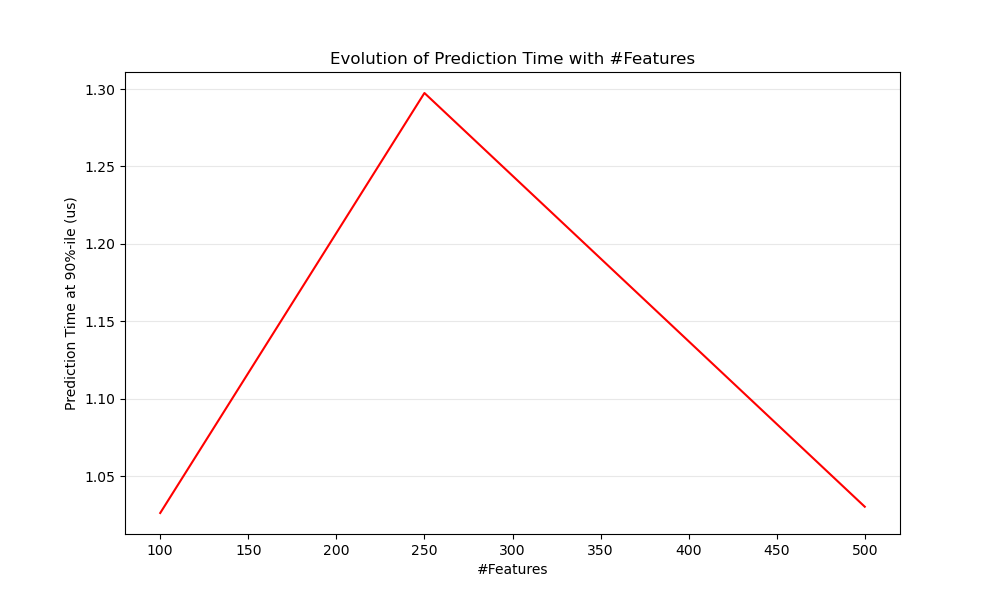 Evolution of Prediction Time with #Features
Prediction Time at 90%-ile (us)
1.30
1.25
1.20
1.15
1.10
1.05
100 150 200 250 300 350 400 450 500
#Features